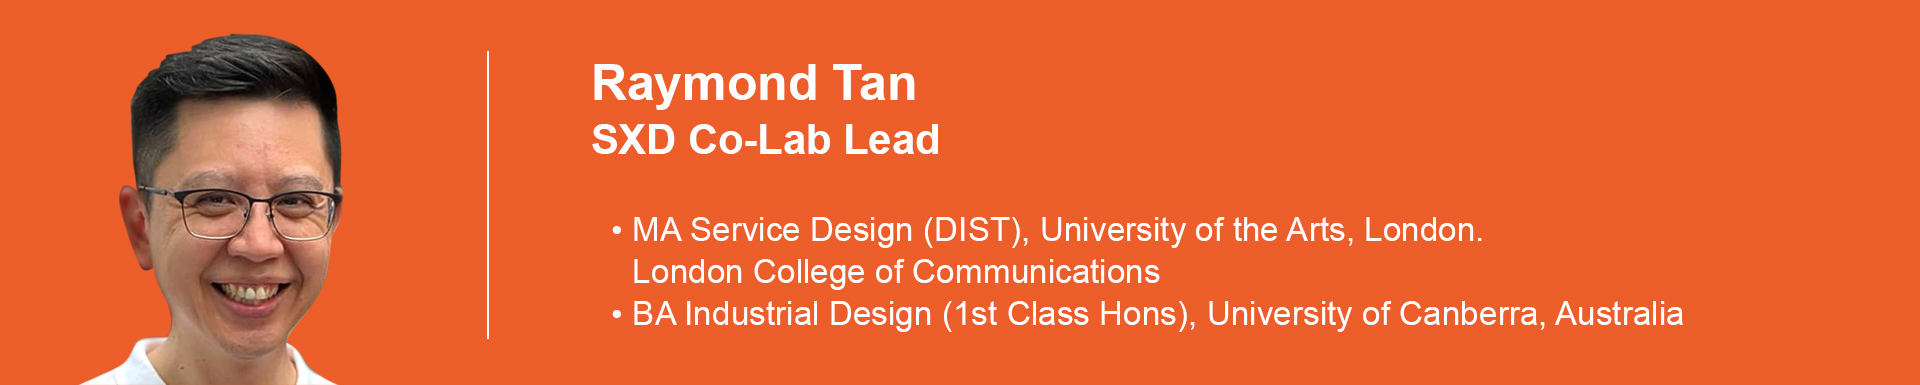 Raymond Tan
SXD Co-Lab Lead
• MA Service Design (DIST), University of the Arts, London.
London College of Communications
• BA Industrial Design (1st Class Hons), University of Canberra, Australia